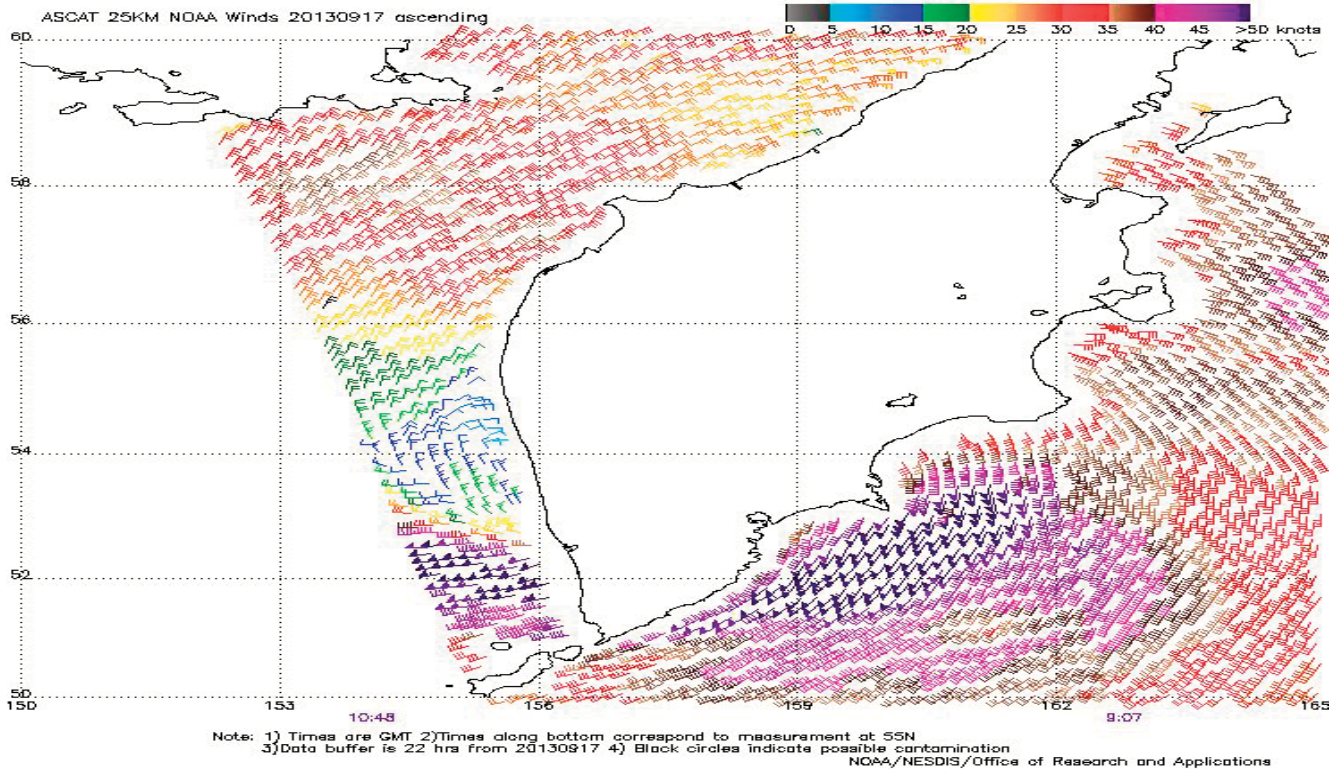 ASCAT 25KM NOAA Winds 20130917 ascending
0 5 10 15 20 25 30 35 40 45 >50 knots
60
58
56
54
52
50
150 153 156 159 162 165
10:48 9:07
Note: 1) Times are GMT 2)Times along bottom correspond to measurement at 55N
3)Data buffer is 22 hrs from 20130917 4) Black circles indicate possible contamination
NOAA/NESDIS/Office of Research and Applications